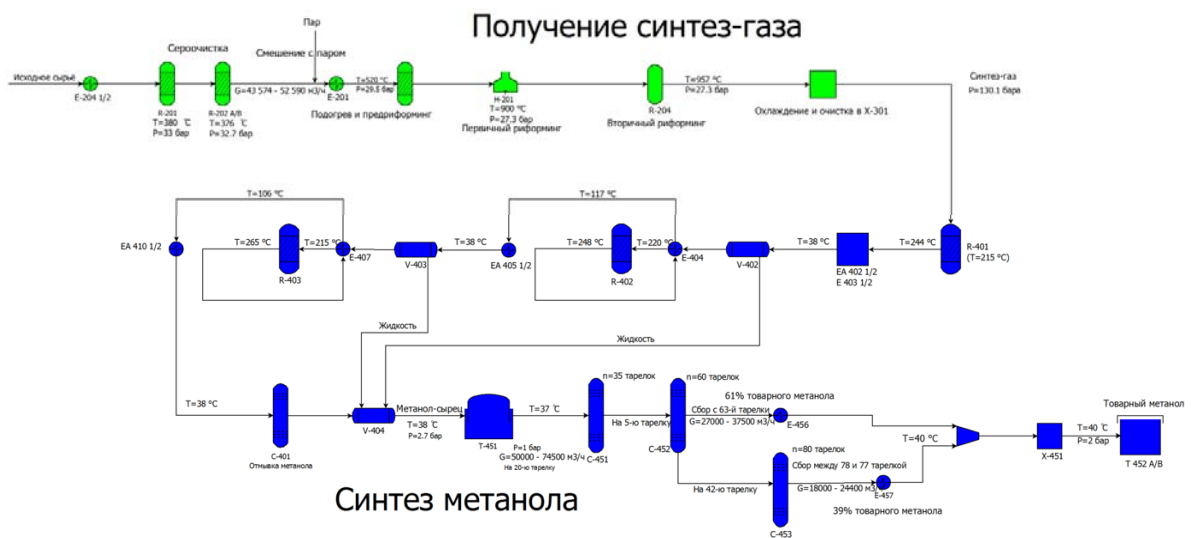 Получение синтез-газа
Пар
Сероочистка
Смешение с паром
Исходное сырьё
E-204 1/2
R-201
T=380 ℃
P=33 бар
R-202 A/B
T=326 ℃
P=32.7 бар
G=43 574 - 52 590 м3/ч
E-201
T=520 ℃
P=29.5 бар
Подогрев и предриформинг
H-201
T=900 ℃
P=27.3 бар
Первичный риформинг
R-204
Вторичный риформинг
T=957 ℃
P=27.3 бар
Охлаждение и очистка в X-301
Синтез-газ
P=130.1 бара
T=106 ℃
T=117 ℃
EA 410 1/2
T=265 ℃
T=215 ℃
E-407
R-403
V-403
T=38 ℃
EA 405 1/2
T=248 ℃
T=220 ℃
E-404
R-402
V-402
T=38 ℃
EA 402 1/2
E 403 1/2
T=244 ℃
R-401
(T=215 ℃)
Жидкость
Жидкость
T=38 ℃
C-401
Отмывка метанола
V-404
Метанол-сырец
T=38 ℃
P=2.7 бар
T-451
P=1 бар
G=50000 - 74500 м3/ч
На 20-ю тарелку
T=37 ℃
n=35 тарелок
C-451
На 5-ю тарелку
n=60 тарелок
C-452
61% товарного метанола
Сбор с 63-й тарелки
G=27000 - 37500 м3/ч
E-456
T=40 ℃
n=80 тарелок
Сбор между 78 и 77 тарелкой
На 42-ю тарелку
G=18000 - 24400 м3/ч
E-457
39% товарного метанола
C-453
X-451
Товарный метанол
T=40 ℃
P=2 бар
T 452 A/B
Синтез метанола